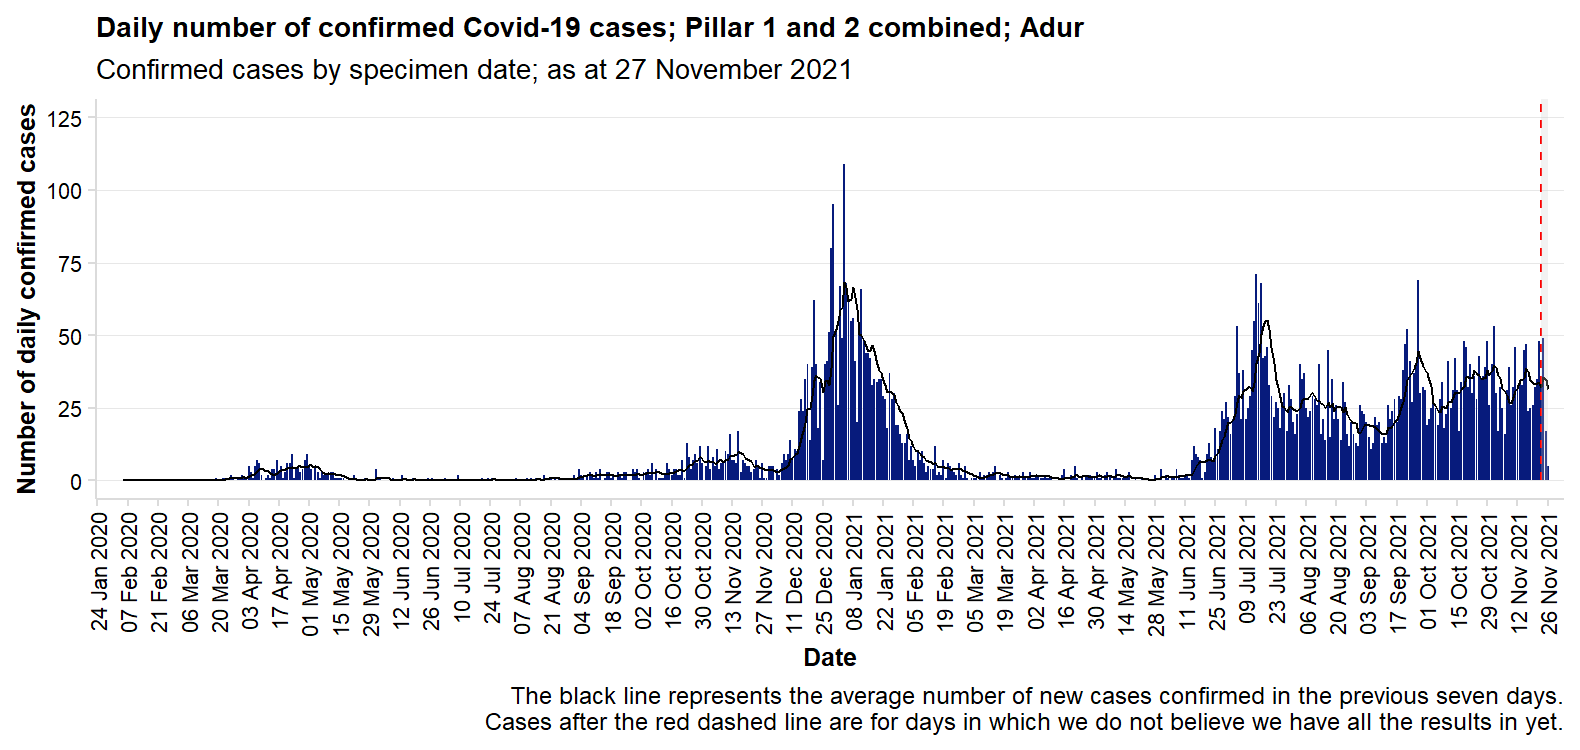 Daily number of confirmed Covid-19 cases; Pillar 1 and 2 combined; Adur
Confirmed cases by specimen date; as at 27 November 2021
Number of daily confirmed cases
125
100
75
50
25
0
24 Jan 2020
07 Feb 2020
21 Feb 2020
06 Mar 2020
20 Mar 2020
03 Apr 2020
17 Apr 2020
01 May 2020
15 May 2020
29 May 2020
12 Jun 2020
26 Jun 2020
10 Jul 2020
24 Jul 2020
07 Aug 2020
21 Aug 2020
04 Sep 2020
18 Sep 2020
02 Oct 2020
16 Oct 2020
30 Oct 2020
13 Nov 2020
27 Nov 2020
11 Dec 2020
25 Dec 2020
08 Jan 2021
22 Jan 2021
05 Feb 2021
19 Feb 2021
05 Mar 2021
19 Mar 2021
02 Apr 2021
16 Apr 2021
30 Apr 2021
14 May 2021
28 May 2021
11 Jun 2021
25 Jun 2021
09 Jul 2021
23 Jul 2021
06 Aug 2021
20 Aug 2021
03 Sep 2021
17 Sep 2021
01 Oct 2021
15 Oct 2021
29 Oct 2021
12 Nov 2021
26 Nov 2021
Date
The black line represents the average number of new cases confirmed in the previous seven days.
Cases after the red dashed line are for days in which we do not believe we have all the results in yet.